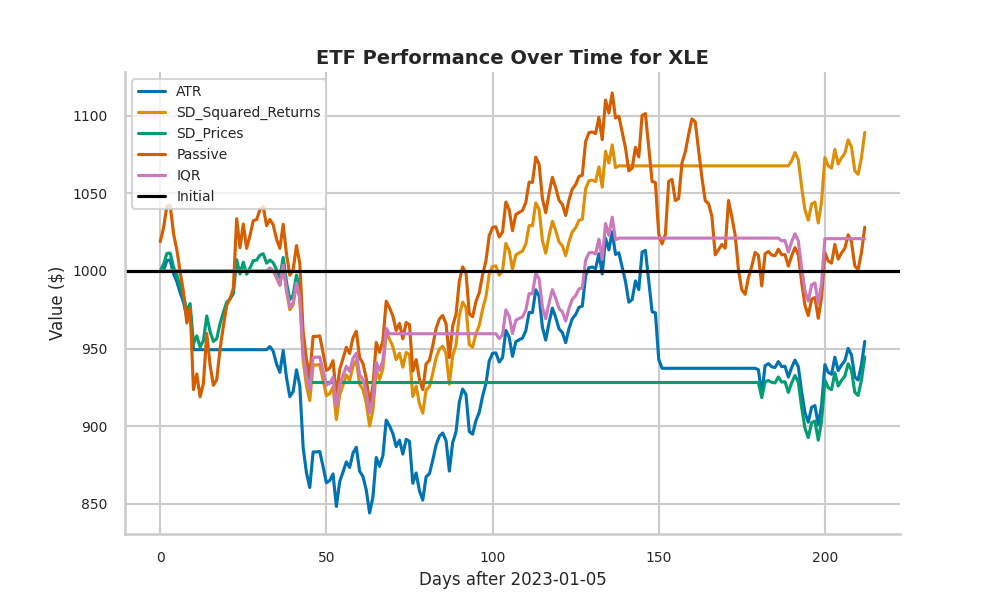 ETF Performance Over Time for XLE
ATR
SD_Squared_Returns
SD_Prices
Passive
IQR
Initial
Value ($)
1100
1050
1000
950
900
850
0
50
100
150
200
Days after 2023-01-05